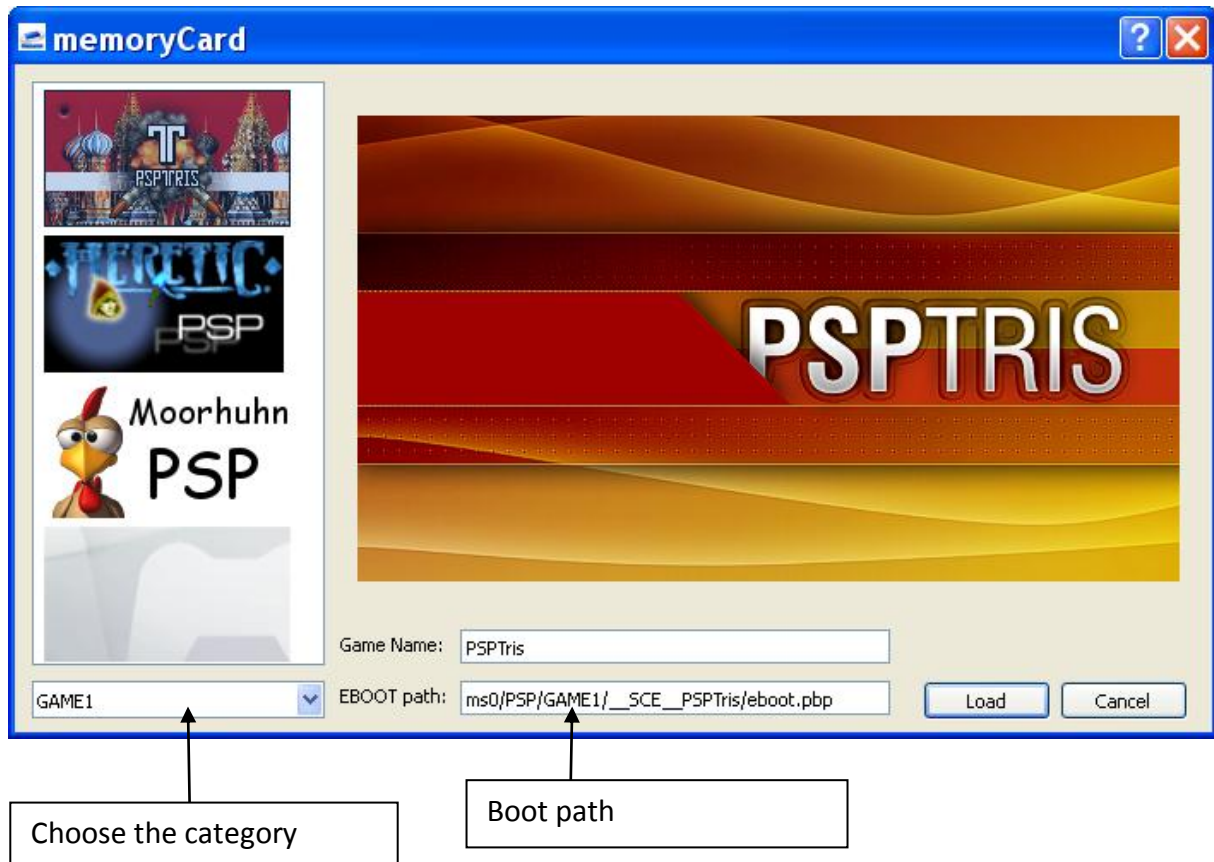 memoryCard
PSPTRIS
HERETIC
PSP
Moorhuhn
PSP
PSPTRIS
Game Name: PSPTris
GAME1
EBOOT path: ms0/PSP/GAME1/__SCE__PSPTris/eboot.pbp
Load
Cancel
Choose the category
Boot path